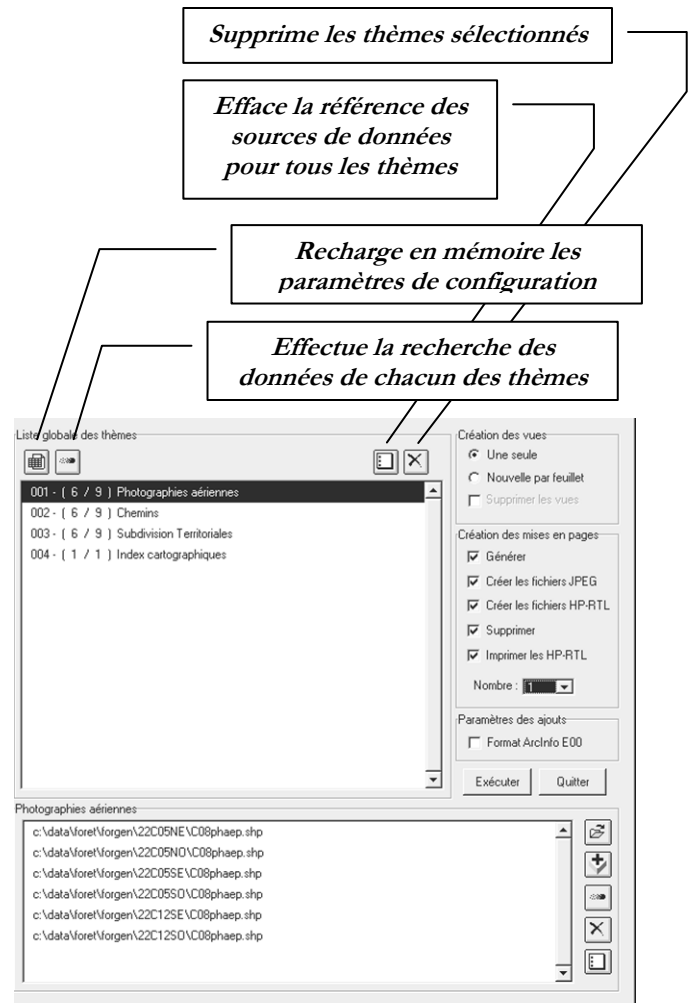 Supprime les thèmes sélectionnés
Efface la référence des
sources de données
pour tous les thèmes
Recharge en mémoire les
paramètres de configuration
Effectue la recherche des
données de chacun des thèmes
Liste globale des thèmes
001 - ( 6 / 9 ) Photographies aériennes
002 - ( 6 / 9 ) Chemins
003 - ( 6 / 9 ) Subdivision Territoriales
004 - ( 1 / 1 ) Index cartographiques
Création des vues
Une seule
Nouvelle par feuillet
Supprimer les vues
Création des mises en pages
Générer
Créer les fichiers JPEG
Créer les fichiers HP-RTL
Supprimer
Imprimer les HP-RTL
Nombre : 1
Paramètres des ajouts
Format ArcInfo E00
Exécuter Quitter
Photographies aériennes
c:\data\foret\forgen\22C05NE\C08phaep.shp
c:\data\foret\forgen\22C05NO\C08phaep.shp
c:\data\foret\forgen\22C05SE\C08phaep.shp
c:\data\foret\forgen\22C05SO\C08phaep.shp
c:\data\foret\forgen\22C12SE\C08phaep.shp
c:\data\foret\forgen\22C12SO\C08phaep.shp